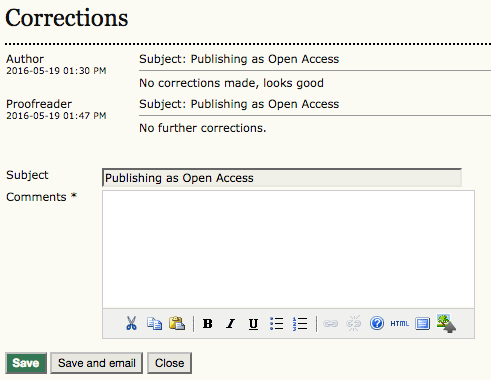 Corrections
Author Subject: Publishing as Open Access
2016-05-19 01:30 PM
No corrections made, looks good
Proofreader Subject: Publishing as Open Access
2016-05-19 01:47 PM
No further corrections.
Subject Publishing as Open Access
Comments *
B I U HTML
Save Save and email Close